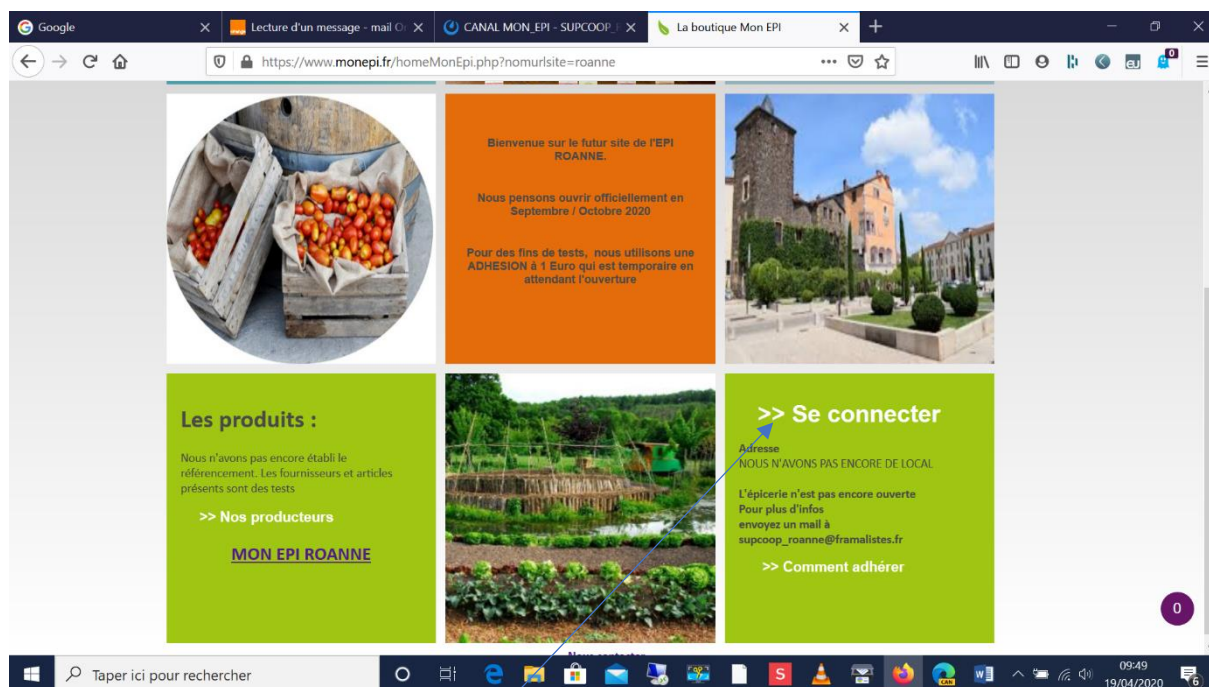 Google
Lecture d'un message - mail O
CANAL MON_EPI - SUPCOOP_
La boutique Mon EPI
https://www.monepi.fr/homeMonEpi.php?nomurlsite=roanne
0
Bienvenue sur le futur site de l'EPI
ROANNE.
Nous pensons ouvrir officiellement en
Septembre / Octobre 2020
Pour des fins de tests, nous utilisons une
ADHESION à 1 Euro qui est temporaire en
attendant l'ouverture
Les produits :
Nous n'avons pas encore établi le
référencement. Les fournisseurs et articles
présents sont des tests
>> Nos producteurs
MON EPI ROANNE
>> Se connecter
Adresse
NOUS N'AVONS PAS ENCORE DE LOCAL
L'épicerie n'est pas encore ouverte
Pour plus d'infos
envoyez un mail à
supcoop_roanne@framalistes.fr
>> Comment adhérer
0
Nous contacter
Taper ici pour rechercher
09:49
19/04/2020